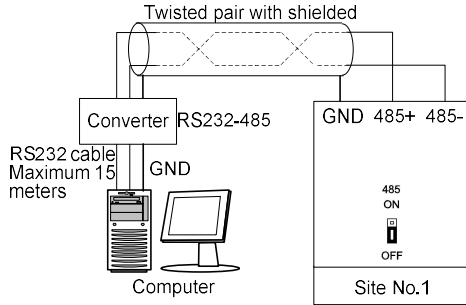 Twisted pair with shielded
Converter RS232-485
GND 485+ 485-
RS232 cable
Maximum 15
meters
GND
485
ON
OFF
Computer
Site No.1